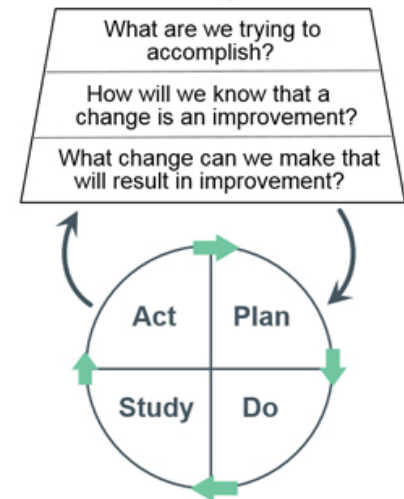 What are we trying to
accomplish?
How will we know that a
change is an improvement?
What change can we make that
will result in improvement?
Act
Plan
Study
Do